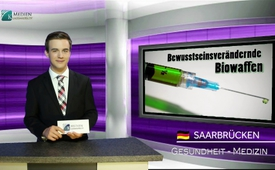 Bewusstseinsverändernde
Biowaffen
SAARBRÜCKEN
GESUNDHEIT - MEDIZIN